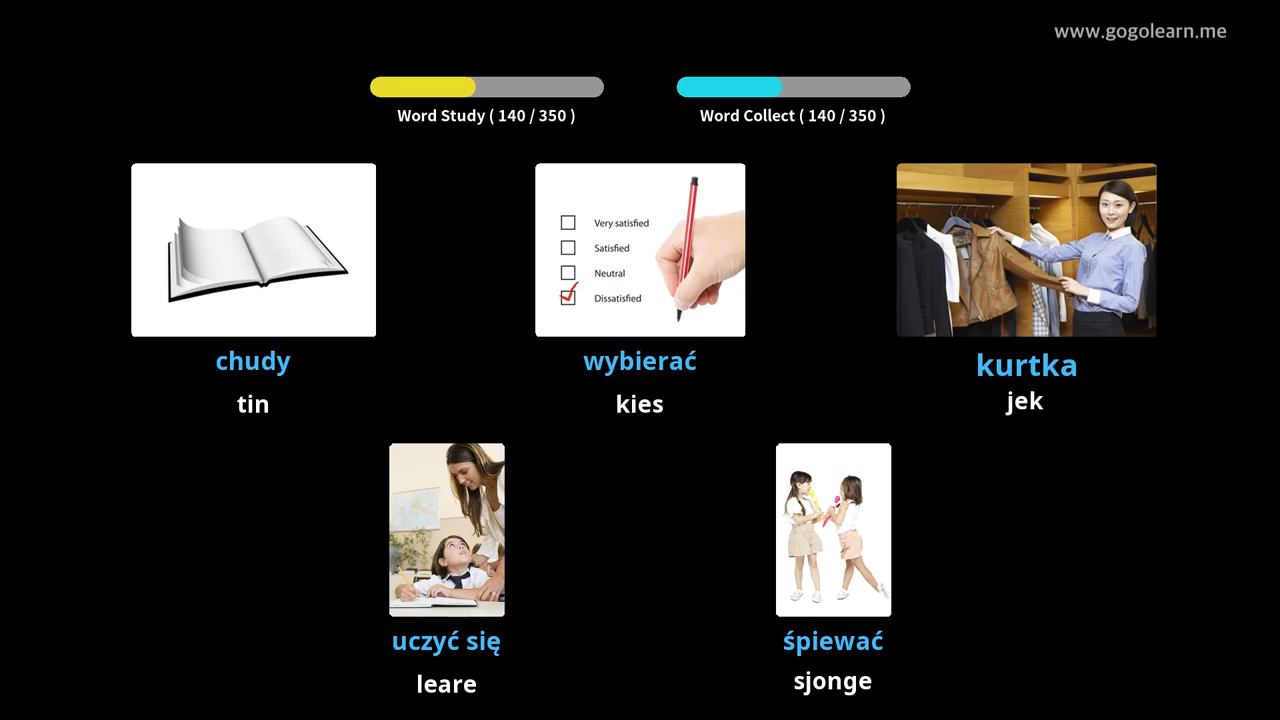 www.gogolearn.me
Word Study ( 140 / 350 )
Word Collect ( 140 / 350 )
Very satisfied
Satisfied
Neutral
Dissatisfied
chudy
tin
wybierać
kies
kurtka
jek
uczyć się
leare
śpiewać
sjonge